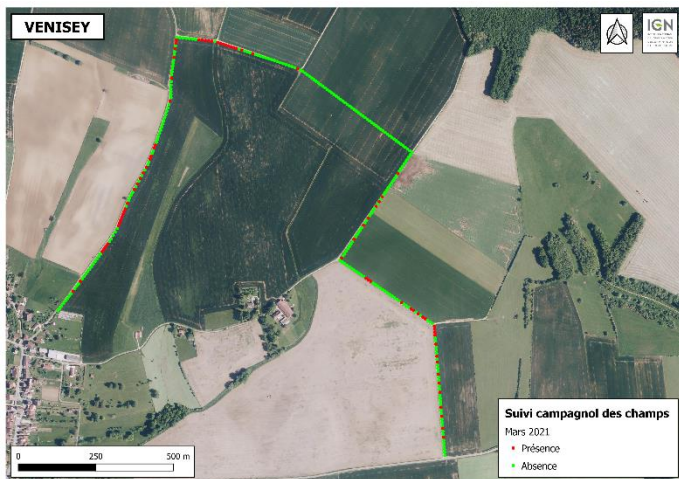 VENISEY
IGN
0 250 500 m
Suivi campagnol des champs
Mars 2021
Présence
Absence